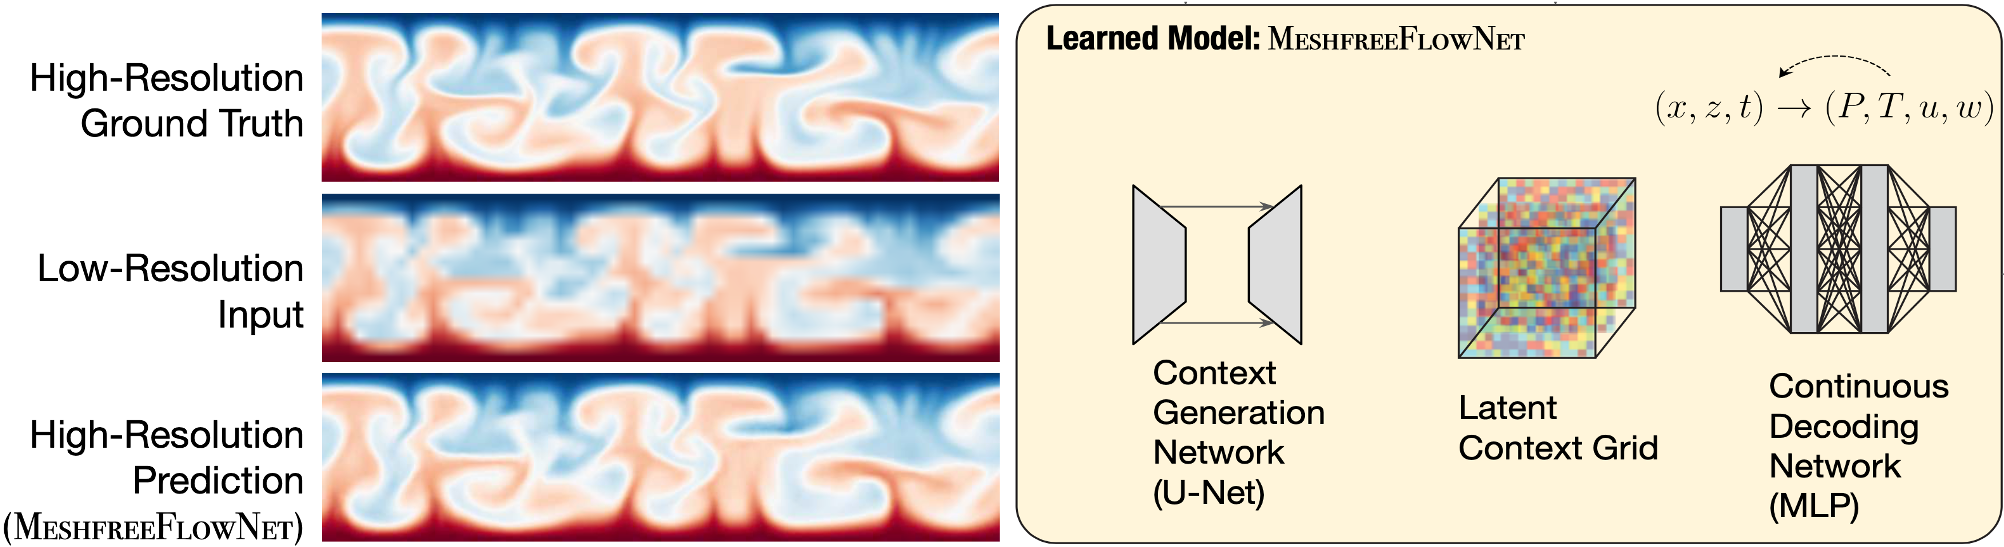 High-Resolution
Ground Truth
Low-Resolution
Input
High-Resolution
Prediction
(MESHFREEFLOWNET)
Learned Model: MESHFREEFLOWNET
(x, z, t) → (P, T, u, w)
Context
Generation
Network
(U-Net)
Latent
Context Grid
Continuous
Decoding
Network
(MLP)